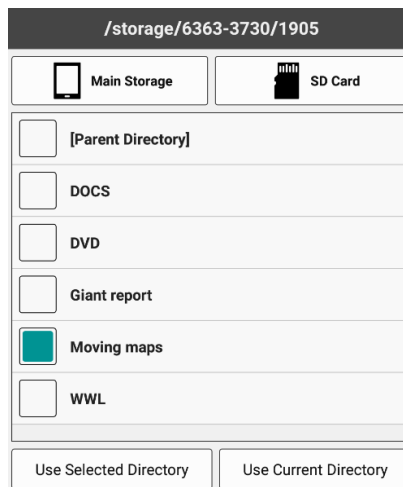 /storage/6363-3730/1905
Main Storage SD Card
[Parent Directory]
DOCS
DVD
Giant report
Moving maps
WWL
Use Selected Directory Use Current Directory